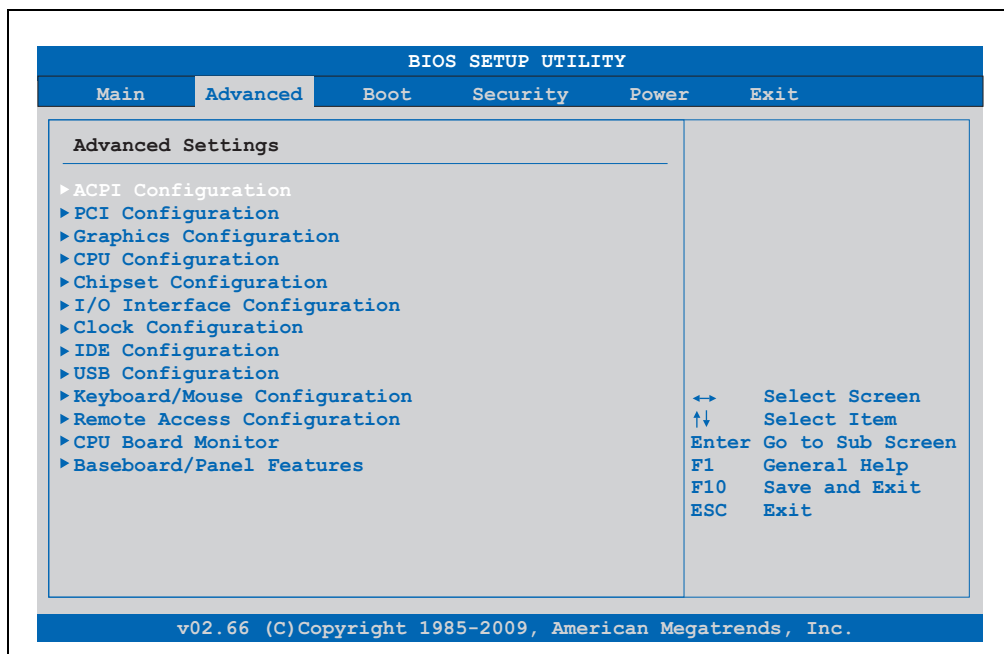 BIOS SETUP UTILITY
Main Advanced Boot Security Power Exit
Advanced Settings
ACPI Configuration
PCI Configuration
Graphics Configuration
CPU Configuration
Chipset Configuration
I/O Interface Configuration
Clock Configuration
IDE Configuration
USB Configuration
Keyboard/Mouse Configuration
Remote Access Configuration
CPU Board Monitor
Baseboard/Panel Features
↔ Select Screen
↑↓ Select Item
Enter Go to Sub Screen
F1 General Help
F10 Save and Exit
ESC Exit
v02.66 (C)Copyright 1985-2009, American Megatrends, Inc.